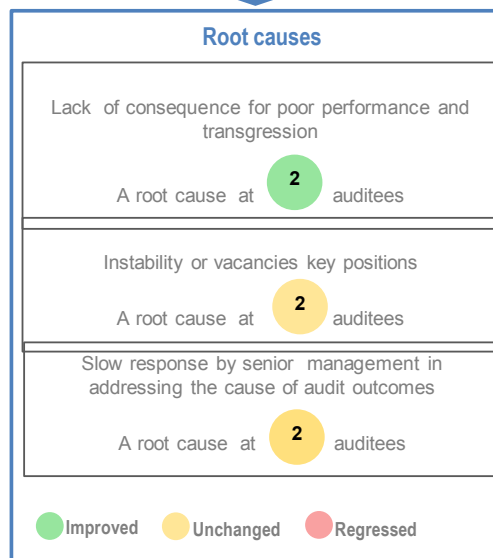 Root causes
Lack of consequence for poor performance and
transgression
2
A root cause at auditees
Instability or vacancies key positions
2
A root cause at auditees
Slow response by senior management in
addressing the cause of audit outcomes
2
A root cause at auditees
Improved Unchanged Regressed